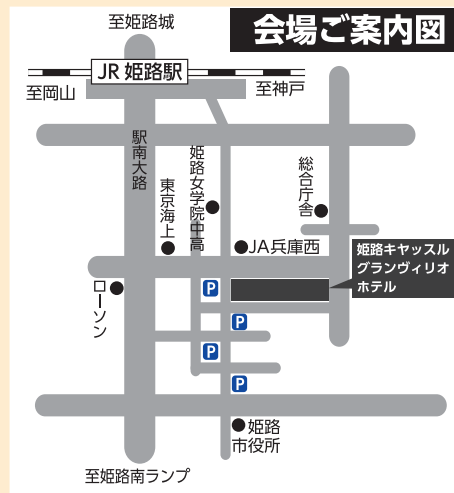 至姫路城
会場ご案内図
JR 姫路駅
至岡山
至神戸
駅南大路
東京海上
姫路女学院中高
総合庁舎
JA兵庫西
姫路キャッスル
グランヴィリオ
ホテル
ローソン
P
P
P
P
姫路
市役所
至姫路南ランプ